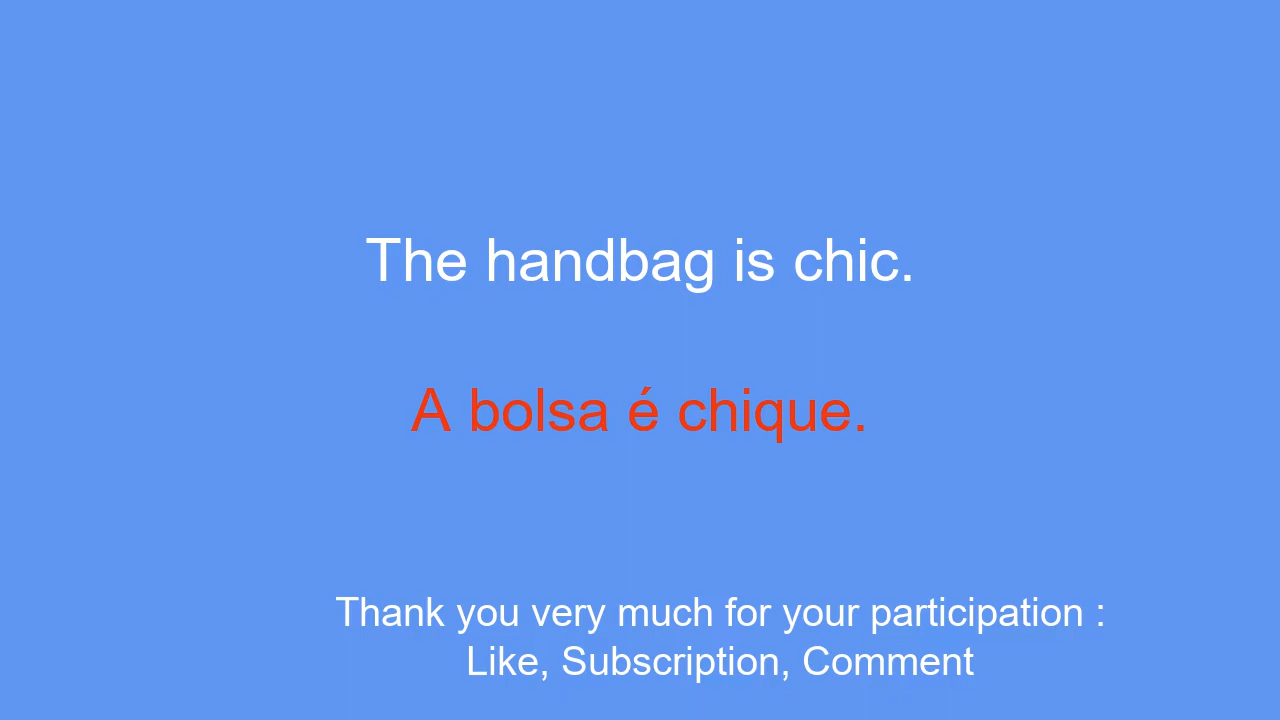 The handbag is chic.
A bolsa é chique.
Thank you very much for your participation :
Like, Subscription, Comment